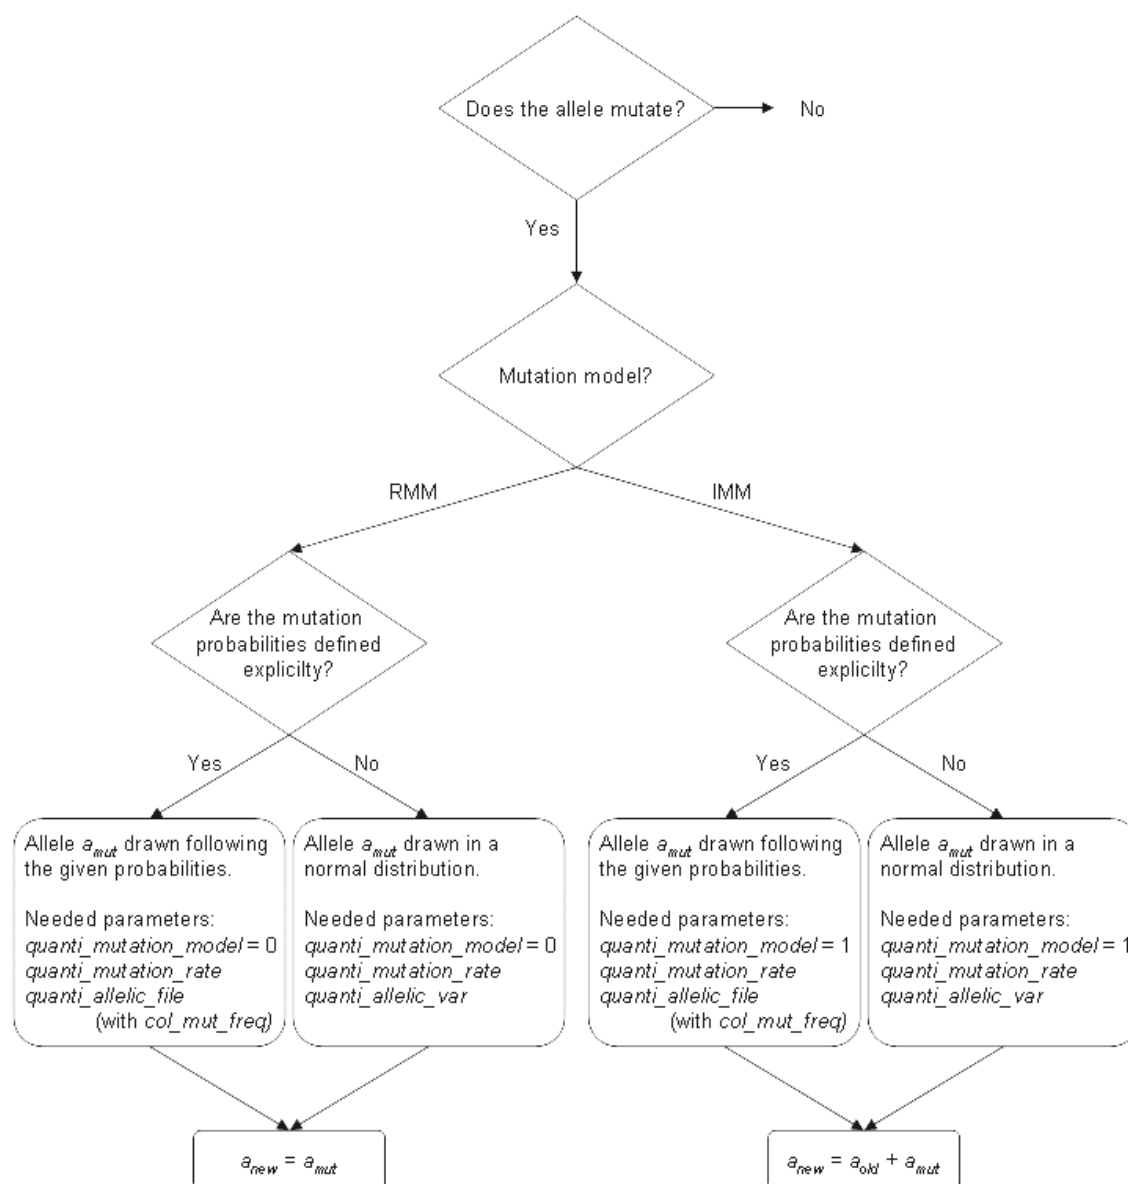 Does the allele mutate?
No
Yes
Mutation model?
RMM
IMM
Are the mutation
probabilities defined
explicilty?
Are the mutation
probabilities defined
explicilty?
Yes
No
Yes
No
Allele a_mut drawn following
the given probabilities.
Needed parameters:
quanti_mutation_model = 0
quanti_mutation_rate
quanti_allelic_file
(with col_mut_freq)
Allele a_mut drawn in a
normal distribution.
Needed parameters:
quanti_mutation_model = 0
quanti_mutation_rate
quanti_allelic_var
Allele a_mut drawn following
the given probabilities.
Needed parameters:
quanti_mutation_model = 1
quanti_mutation_rate
quanti_allelic_file
(with col_mut_freq)
Allele a_mut drawn in a
normal distribution.
Needed parameters:
quanti_mutation_model = 1
quanti_mutation_rate
quanti_allelic_var
a_new = a_mut
a_new = a_old + a_mut